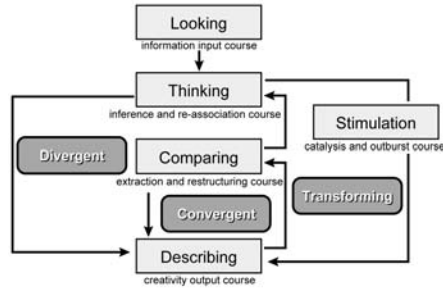 Looking
information input course
Thinking
inference and re-association course
Stimulation
catalysis and outburst course
Divergent
Comparing
extraction and restructuring course
Transforming
Convergent
Describing
creativity output course